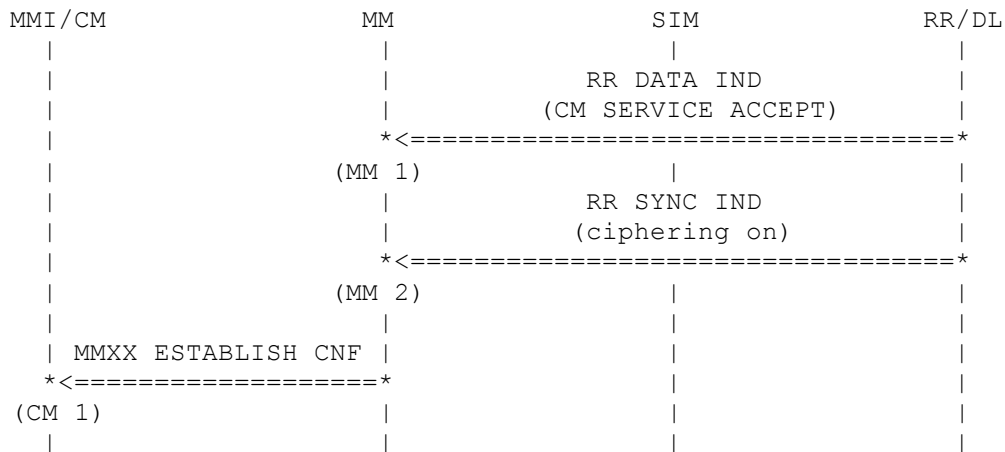 MMI/CM MM SIM RR/DL
RR DATA IND
(CM SERVICE ACCEPT)
*<==================================*
(MM 1)
RR SYNC IND
(ciphering on)
*<==================================*
(MM 2)
MMXX ESTABLISH CNF
*<===================*
(CM 1)